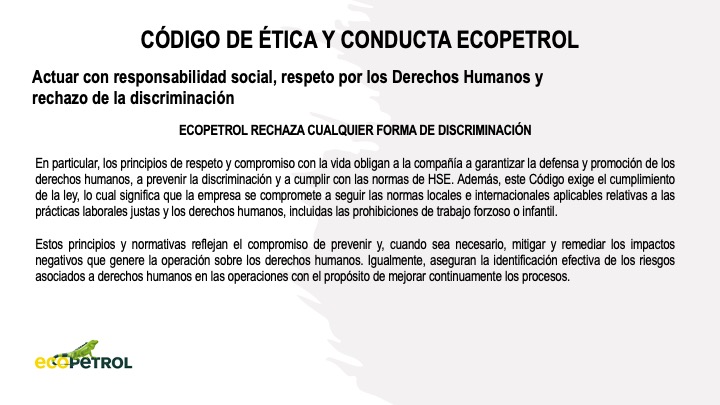 CÓDIGO DE ÉTICA Y CONDUCTA ECOPETROL
Actuar con responsabilidad social, respeto por los Derechos Humanos y
rechazo de la discriminación
ECOPETROL RECHAZA CUALQUIER FORMA DE DISCRIMINACIÓN
En particular, los principios de respeto y compromiso con la vida obligan a la compañía a garantizar la defensa y promoción de los
derechos humanos, a prevenir la discriminación y a cumplir con las normas de HSE. Además, este Código exige el cumplimiento
de la ley, lo cual significa que la empresa se compromete a seguir las normas locales e internacionales aplicables relativas a las
prácticas laborales justas y los derechos humanos, incluidas las prohibiciones de trabajo forzoso o infantil.
Estos principios y normativas reflejan el compromiso de prevenir y, cuando sea necesario, mitigar y remediar los impactos
negativos que genere la operación sobre los derechos humanos. Igualmente, aseguran la identificación efectiva de los riesgos
asociados a derechos humanos en las operaciones con el propósito de mejorar continuamente los procesos.
ecoPETROL